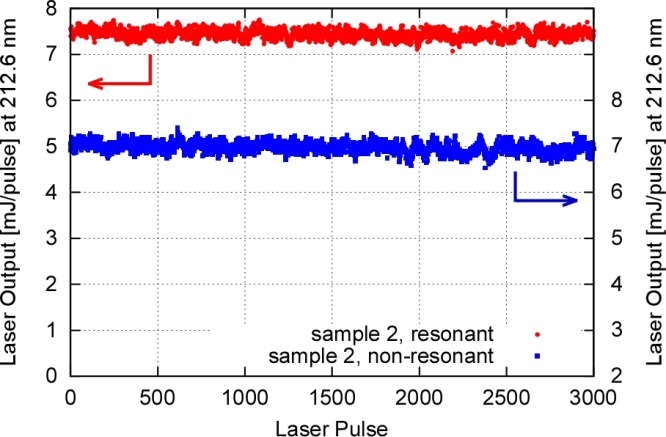 8
7
6
5
4
3
2
1
0
Laser Output [mJ/pulse] at 212.6 nm
8
7
6
5
4
3
2
Laser Output [mJ/pulse] at 212.6 nm
sample 2, resonant
sample 2, non-resonant
0 500 1000 1500 2000 2500 3000
Laser Pulse